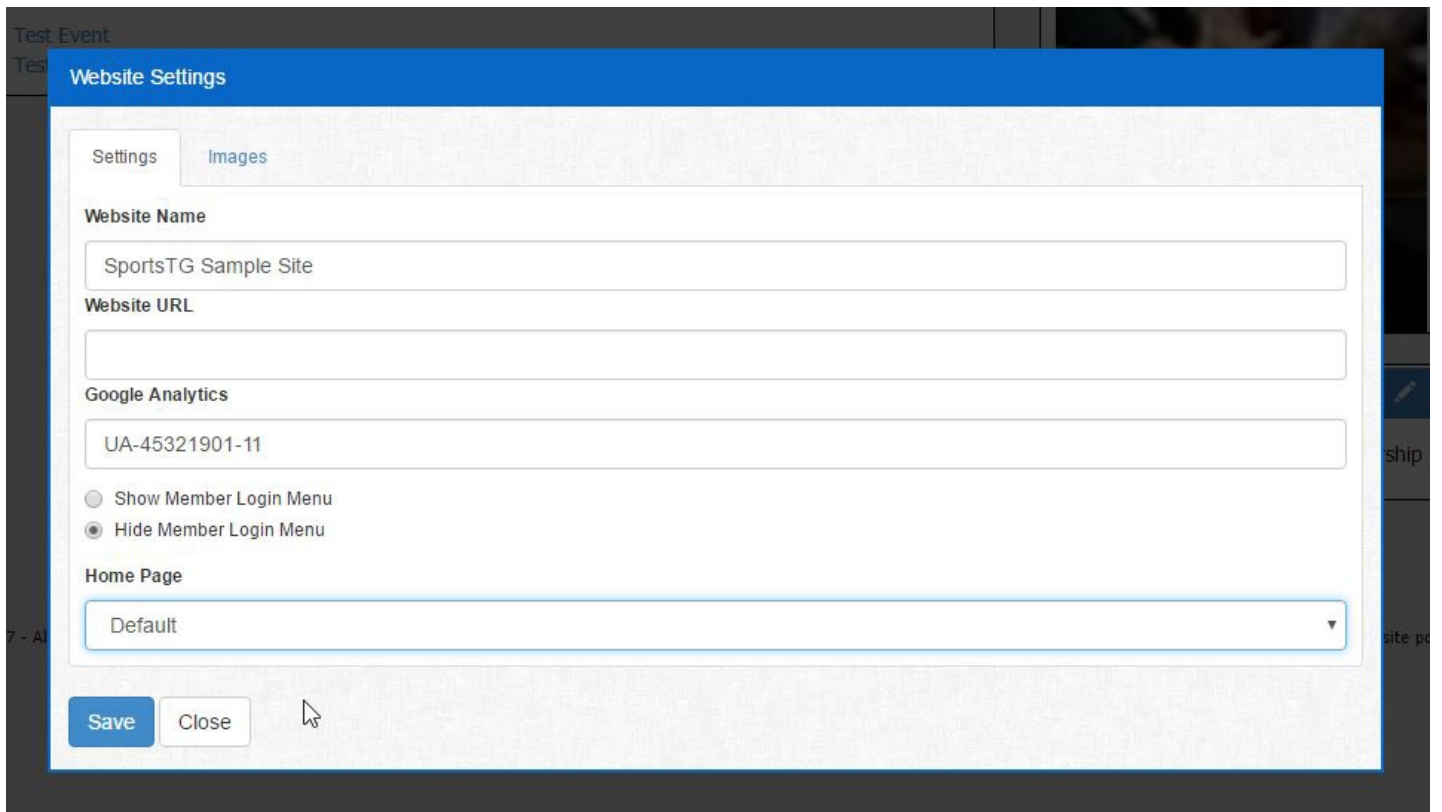 Test Event
Website Settings
Settings Images
Website Name
SportsTG Sample Site
Website URL
Google Analytics
UA-45321901-11
Show Member Login Menu
Hide Member Login Menu
Home Page
Default
Save Close